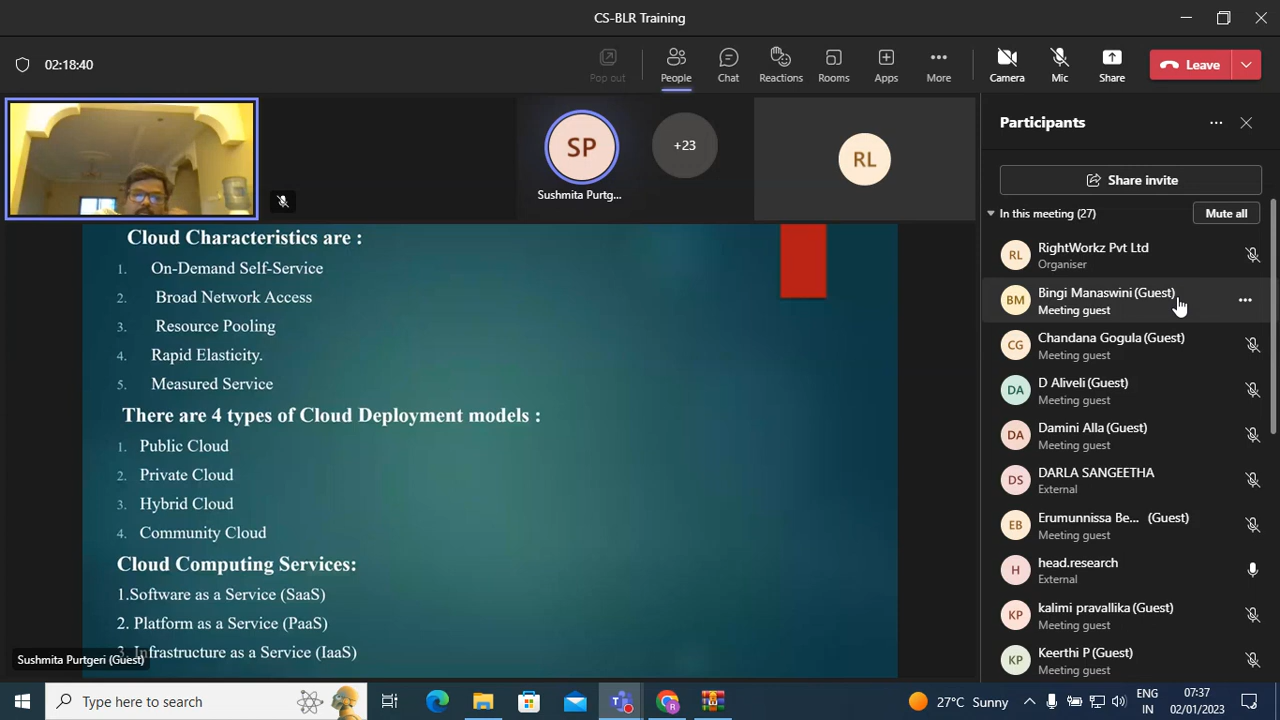 CS-BLR Training
02:18:40
Pop out
People
Chat
Reactions
Rooms
Apps
More
Camera
Mic
Share
Leave
SP
Sushmita Purtg...
+23
RL
Participants
Share invite
In this meeting (27)
Mute all
RL
RightWorkz Pvt Ltd
Organiser
BM
Bingi Manaswini (Guest)
Meeting guest
CG
Chandana Gogula (Guest)
Meeting guest
DA
D Aliveli (Guest)
Meeting guest
DA
Damini Alla (Guest)
Meeting guest
DS
DARLA SANGEETHA
External
EB
Erumunnissa Be... (Guest)
Meeting guest
H
head.research
External
KP
kalimi pravallika (Guest)
Meeting guest
KP
Keerthi P (Guest)
Meeting guest
Cloud Characteristics are :
1. On-Demand Self-Service
2. Broad Network Access
3. Resource Pooling
4. Rapid Elasticity.
5. Measured Service
There are 4 types of Cloud Deployment models :
1. Public Cloud
2. Private Cloud
3. Hybrid Cloud
4. Community Cloud
Cloud Computing Services:
1.Software as a Service (SaaS)
2. Platform as a Service (PaaS)
3. Infrastructure as a Service (IaaS)
Sushmita Purtgeri (Guest)
Type here to search
27°C Sunny
ENG
IN
07:37
02/01/2023